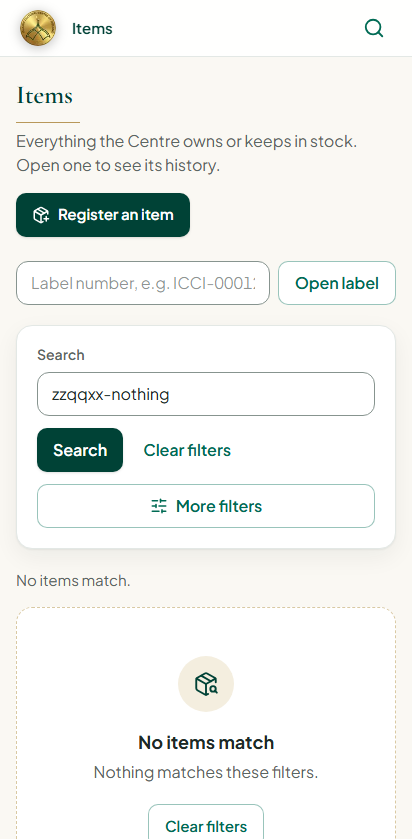 Items
Items
Everything the Centre owns or keeps in stock.
Open one to see its history.
Register an item
Label number, e.g. ICCI-0001
Open label
Search
zzqqxx-nothing
Search
Clear filters
More filters
No items match.
No items match
Nothing matches these filters.
Clear filters